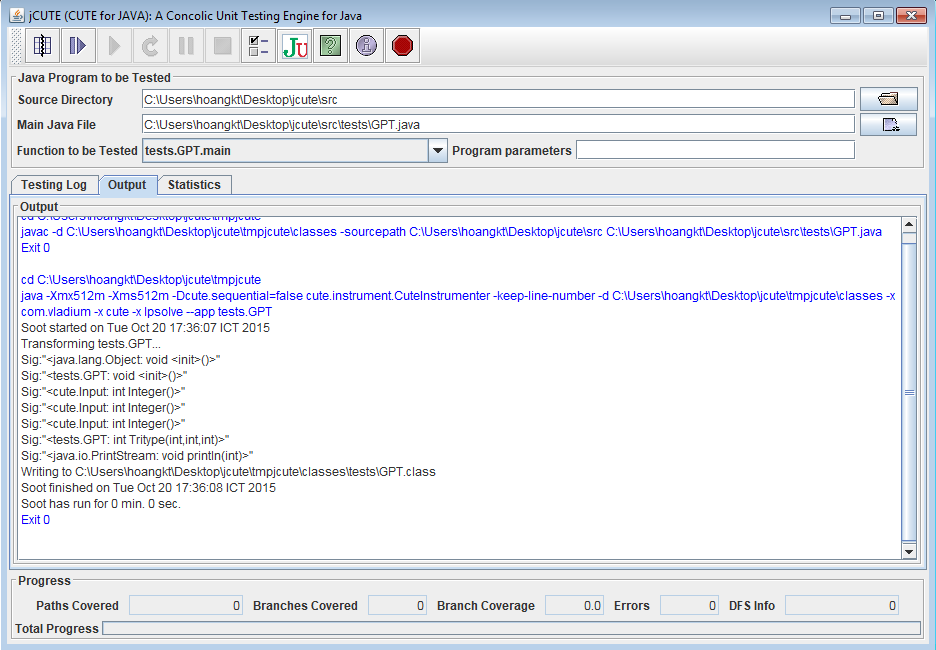 jCUTE (CUTE for JAVA): A Concolic Unit Testing Engine for Java
Ju
?
i
Java Program to be Tested
Source Directory C:\Users\hoangkt\Desktop\jcute\src
Main Java File C:\Users\hoangkt\Desktop\jcute\src\tests\GPT.java
Function to be Tested tests.GPT.main Program parameters
Testing Log Output Statistics
Output
cd C:\Users\hoangkt\Desktop\jcute\tmpjcute
javac -d C:\Users\hoangkt\Desktop\jcute\tmpjcute\classes -sourcepath C:\Users\hoangkt\Desktop\jcute\src C:\Users\hoangkt\Desktop\jcute\src\tests\GPT.java
Exit 0
cd C:\Users\hoangkt\Desktop\jcute\tmpjcute
java -Xmx512m -Xms512m -Dcute.sequential=false cute.instrument.CuteInstrumenter -keep-line-number -d C:\Users\hoangkt\Desktop\jcute\tmpjcute\classes -x
com.vladium -x cute -x lpsolve --app tests.GPT
Soot started on Tue Oct 20 17:36:07 ICT 2015
Transforming tests.GPT...
Sig:"<java.lang.Object: void <init>()>"
Sig:"<tests.GPT: void <init>()>"
Sig:"<cute.Input: int Integer()>"
Sig:"<cute.Input: int Integer()>"
Sig:"<cute.Input: int Integer()>"
Sig:"<tests.GPT: int Tritype(int,int,int)>"
Sig:"<java.io.PrintStream: void println(int)>"
Writing to C:\Users\hoangkt\Desktop\jcute\tmpjcute\classes\tests\GPT.class
Soot finished on Tue Oct 20 17:36:08 ICT 2015
Soot has run for 0 min. 0 sec.
Exit 0
Progress
Paths Covered 0 Branches Covered 0 Branch Coverage 0.0 Errors 0 DFS Info 0
Total Progress